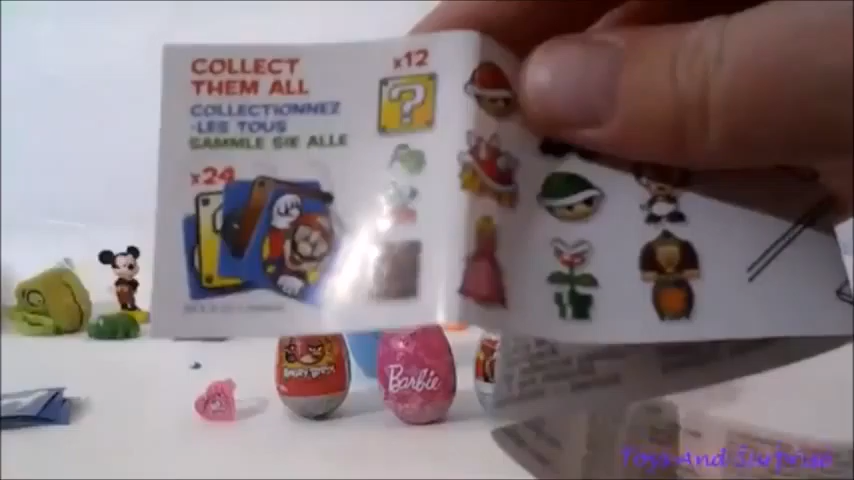 COLLECT
THEM ALL
COLLECTIONNEZ
-LES TOUS
SAMMLE SIE ALLE
x24
x12
?
ANGRY BIRDS
Barbie
Toys And Surprise